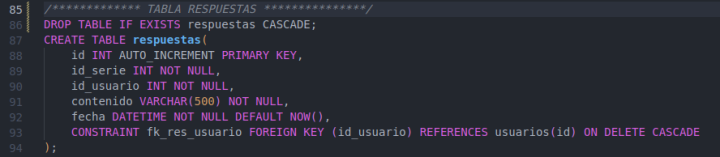 85 /************* TABLA RESPUESTAS ***************/
86 DROP TABLE IF EXISTS respuestas CASCADE;
87 CREATE TABLE respuestas(
88 id INT AUTO_INCREMENT PRIMARY KEY,
89 id_serie INT NOT NULL,
90 id_usuario INT NOT NULL,
91 contenido VARCHAR(500) NOT NULL,
92 fecha DATETIME NOT NULL DEFAULT NOW(),
93 CONSTRAINT fk_res_usuario FOREIGN KEY (id_usuario) REFERENCES usuarios(id) ON DELETE CASCADE
94 );